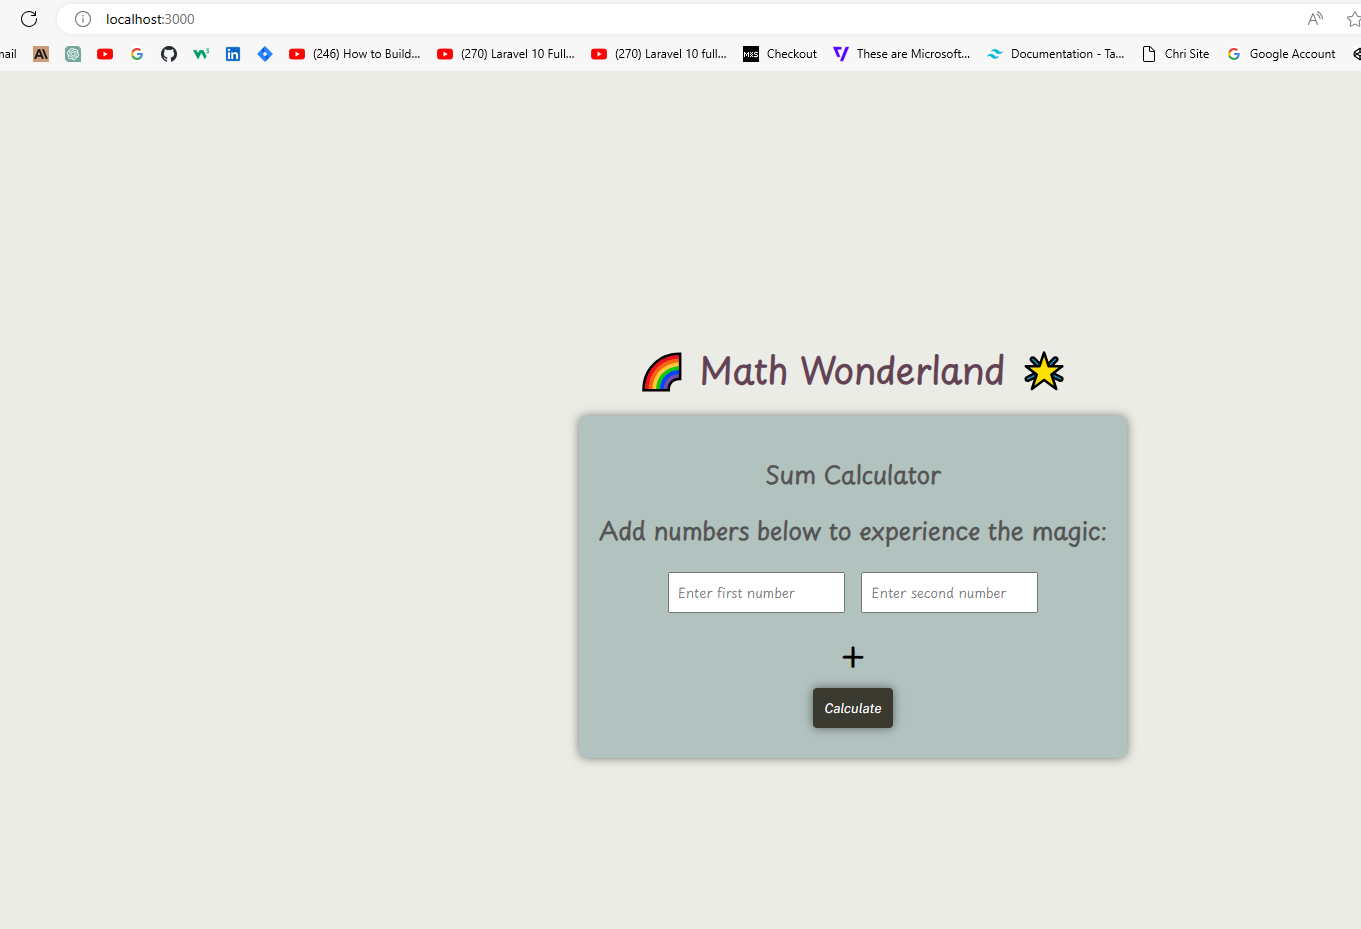 localhost:3000
nail (246) How to Build... (270) Laravel 10 Full... (270) Laravel 10 full... MXS Checkout These are Microsoft... Documentation - Ta... Chri Site Google Account
🌈 Math Wonderland 🌟
Sum Calculator
Add numbers below to experience the magic:
Enter first number Enter second number
+
Calculate